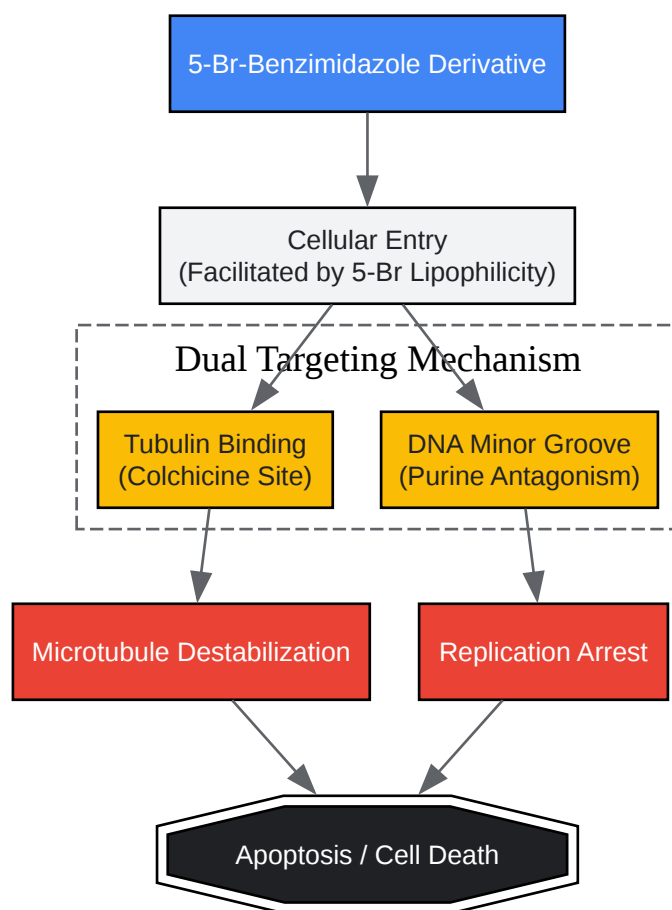 5-Br-Benzimidazole Derivative
Cellular Entry
(Facilitated by 5-Br Lipophilicity)
Dual Targeting Mechanism
Tubulin Binding
(Colchicine Site)
DNA Minor Groove
(Purine Antagonism)
Microtubule Destabilization
Replication Arrest
Apoptosis / Cell Death